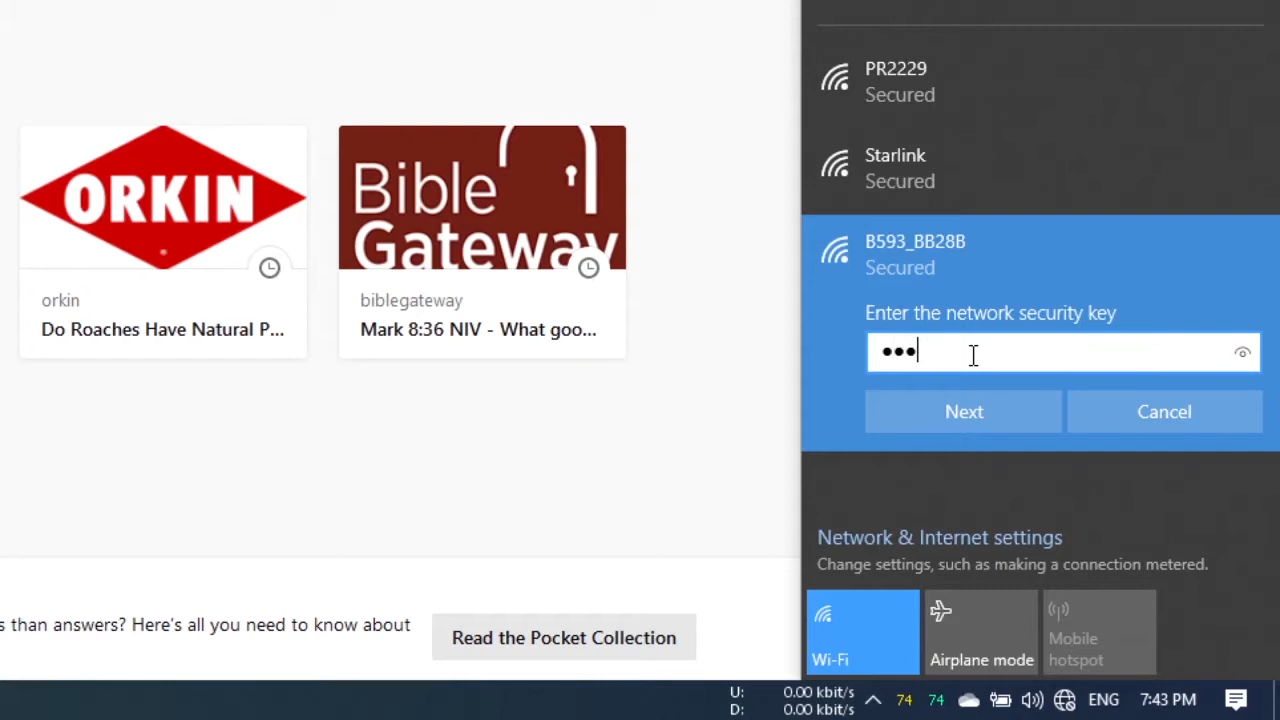 PR2229
Secured
Starlink
Secured
B593_BB28B
Secured
Enter the network security key
•••
Next
Cancel
ORKIN
orkin
Do Roaches Have Natural P...
Bible
Gateway
biblegateway
Mark 8:36 NIV - What goo...
s than answers? Here's all you need to know about
Read the Pocket Collection
Network & Internet settings
Change settings, such as making a connection metered.
Wi-Fi
Airplane mode
Mobile
hotspot
U: 0.00 kbit/s
D: 0.00 kbit/s
74 74 ENG 7:43 PM